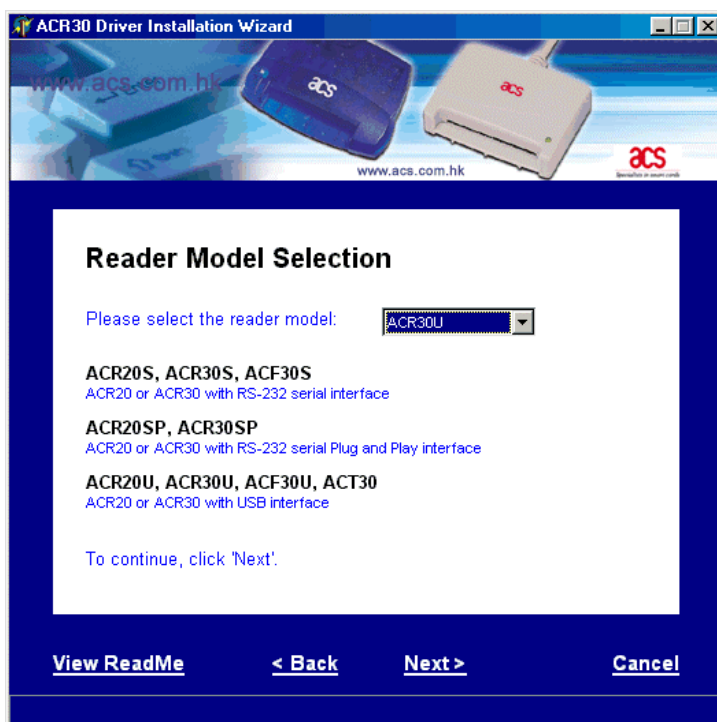 ACR30 Driver Installation Wizard
www.acs.com.hk
acs
acs
www.acs.com.hk
acs
Reader Model Selection
Please select the reader model:
ACR30U
ACR20S, ACR30S, ACF30S
ACR20 or ACR30 with RS-232 serial interface
ACR20SP, ACR30SP
ACR20 or ACR30 with RS-232 serial Plug and Play interface
ACR20U, ACR30U, ACF30U, ACT30
ACR20 or ACR30 with USB interface
To continue, click 'Next'.
View ReadMe
< Back
Next >
Cancel